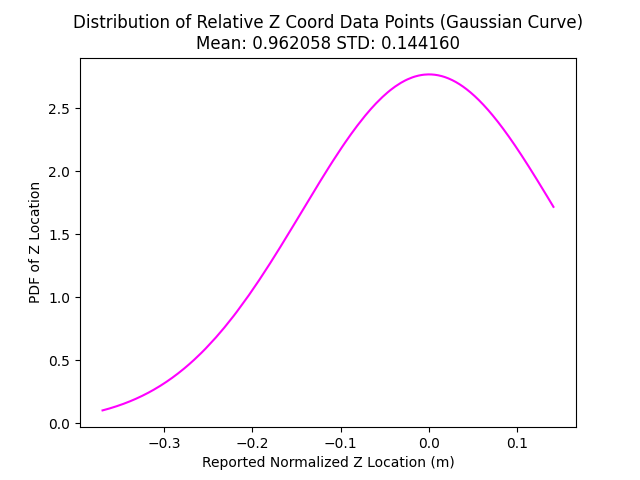 Distribution of Relative Z Coord Data Points (Gaussian Curve)
Mean: 0.962058 STD: 0.144160
PDF of Z Location
2.5
2.0
1.5
1.0
0.5
0.0
−0.3
−0.2
−0.1
0.0
0.1
Reported Normalized Z Location (m)